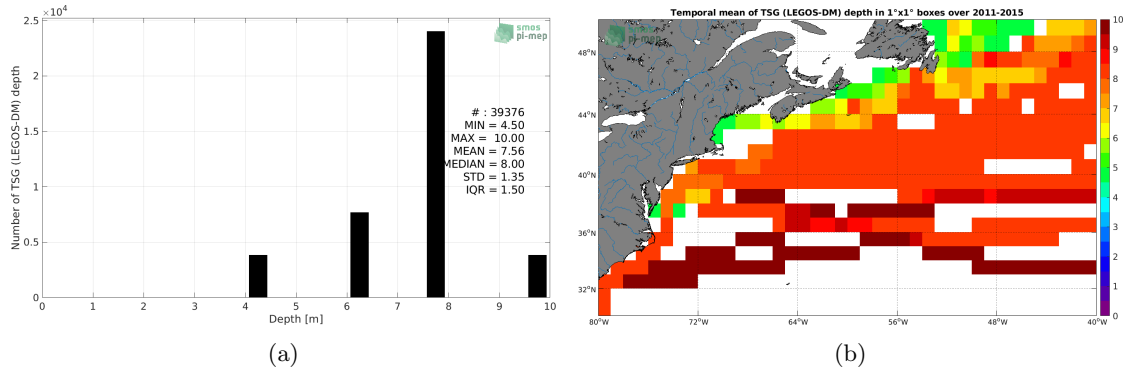 ×10⁴
2.5
2
1.5
1
0.5
0
Number of TSG (LEGOS-DM) depth
smos
pi-mep
# : 39376
MIN = 4.50
MAX = 10.00
MEAN = 7.56
MEDIAN = 8.00
STD = 1.35
IQR = 1.50
0 1 2 3 4 5 6 7 8 9 10
Depth [m]
(a)
Temporal mean of TSG (LEGOS-DM) depth in 1°x1° boxes over 2011-2015
smos
pi-mep
48°N
44°N
40°N
36°N
32°N
80°W 72°W 64°W 56°W 48°W 40°W
10
9
8
7
6
5
4
3
2
1
0
(b)